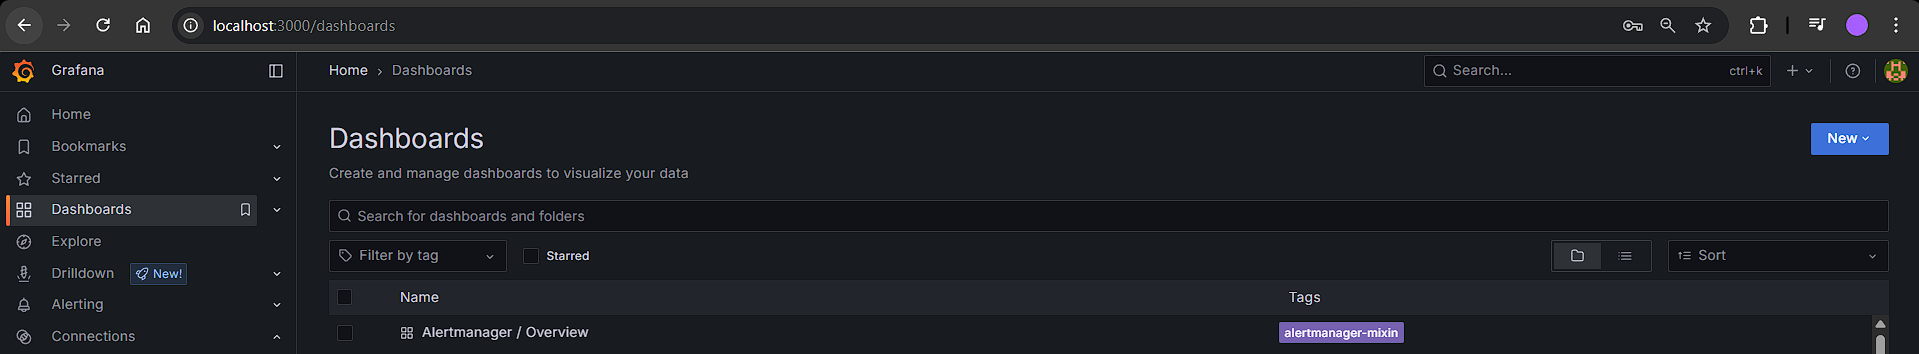 localhost:3000/dashboards
Grafana
Home › Dashboards
Search...
ctrl+k
Home
Bookmarks
Starred
Dashboards
Explore
Drilldown
New!
Alerting
Connections
Dashboards
New
Create and manage dashboards to visualize your data
Search for dashboards and folders
Filter by tag
Starred
Sort
Name
Tags
Alertmanager / Overview
alertmanager-mixin